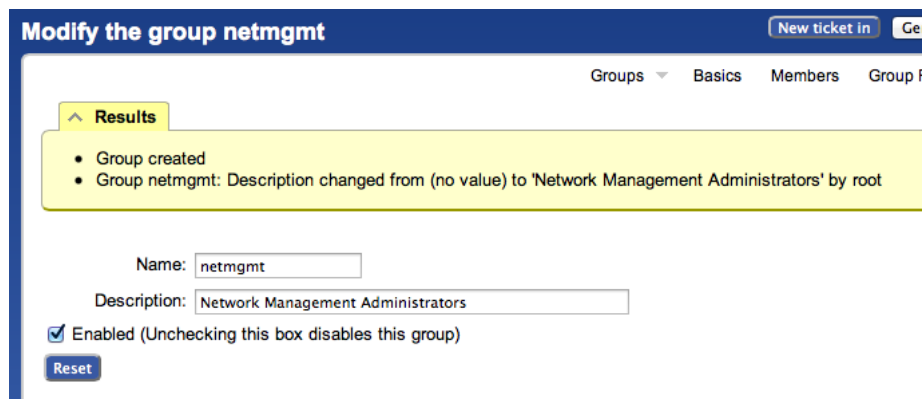 Modify the group netmgmt
New ticket in
Groups Basics Members Group
Results
Group created
Group netmgmt: Description changed from (no value) to 'Network Management Administrators' by root
Name: netmgmt
Description: Network Management Administrators
Enabled (Unchecking this box disables this group)
Reset